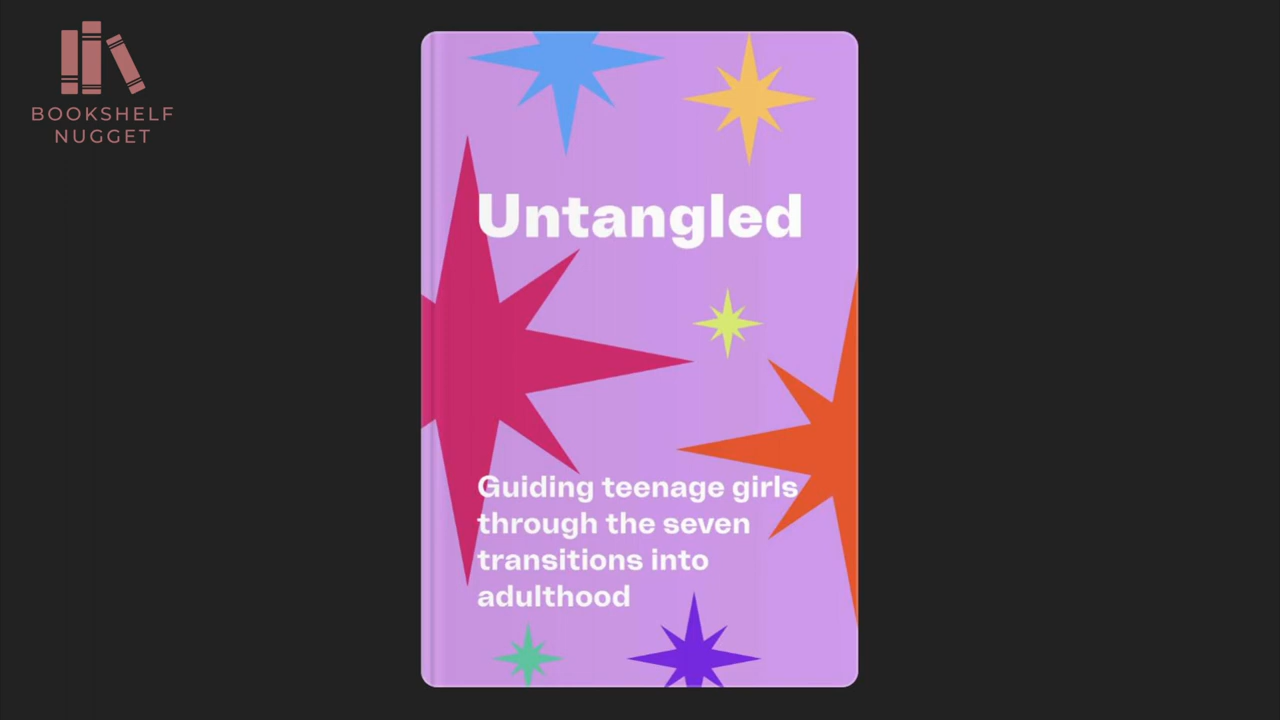 BOOKSHELF
NUGGET
Untangled
Guiding teenage girls
through the seven
transitions into
adulthood